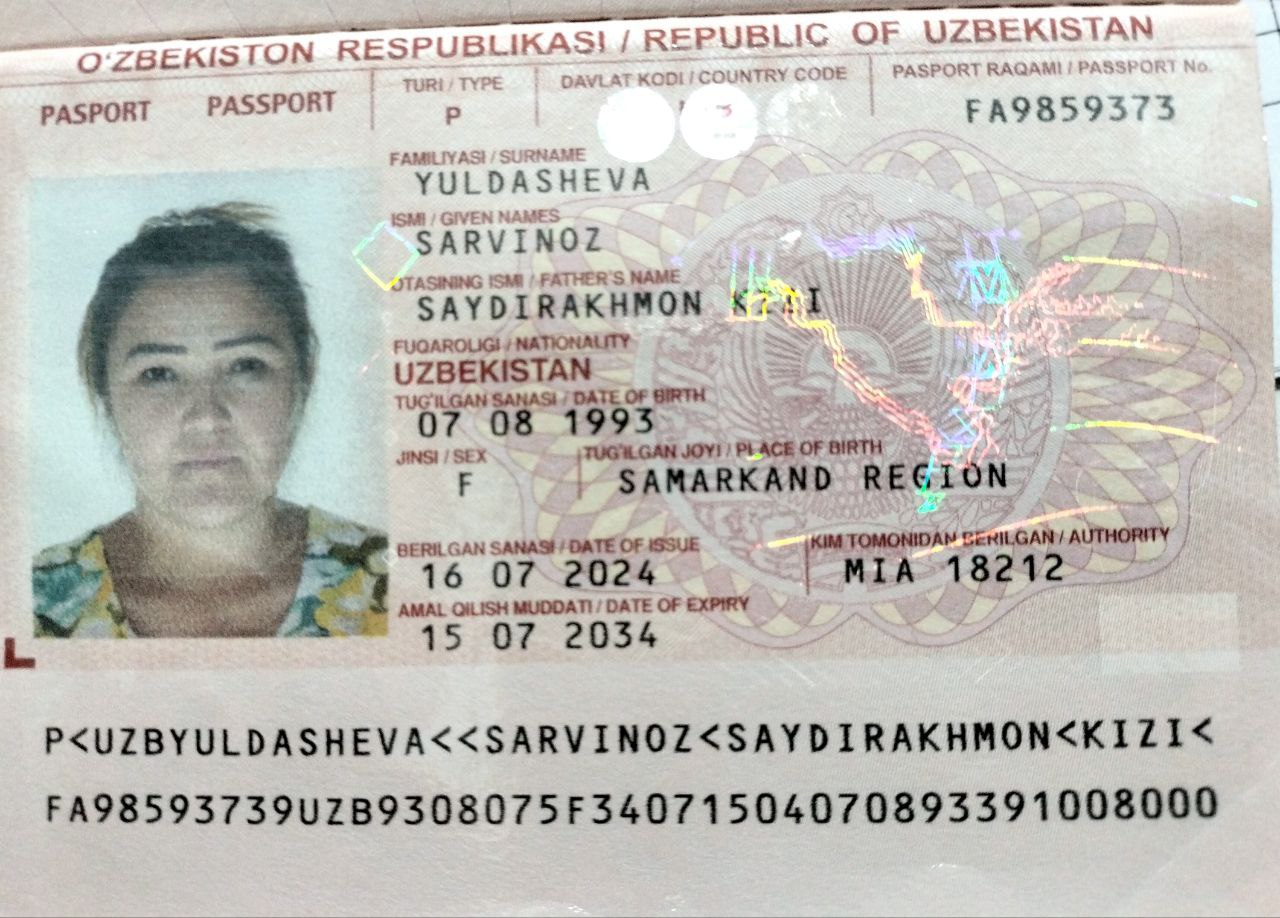 O'ZBEKISTON RESPUBLIKASI / REPUBLIC OF UZBEKISTAN
PASPORT PASSPORT
TURI / TYPE
P
DAVLAT KODI / COUNTRY CODE
PASPORT RAQAMI / PASSPORT No.
FA9859373
FAMILIYASI / SURNAME
YULDASHEVA
ISMI / GIVEN NAMES
SARVINOZ
OTASINING ISMI / FATHER'S NAME
SAYDIRAKHMON KIZI
FUQAROLIGI / NATIONALITY
UZBEKISTAN
TUG'ILGAN SANASI / DATE OF BIRTH
07 08 1993
JINSI / SEX
F
TUG'ILGAN JOYI / PLACE OF BIRTH
SAMARKAND REGION
BERILGAN SANASI / DATE OF ISSUE
16 07 2024
KIM TOMONIDAN BERILGAN / AUTHORITY
MIA 18212
AMAL QILISH MUDDATI / DATE OF EXPIRY
15 07 2034
P<UZBYULDASHEVA<<SARVINOZ<SAYDIRAKHMON<KIZI<
FA98593739UZB9308075F34071504070893391008000